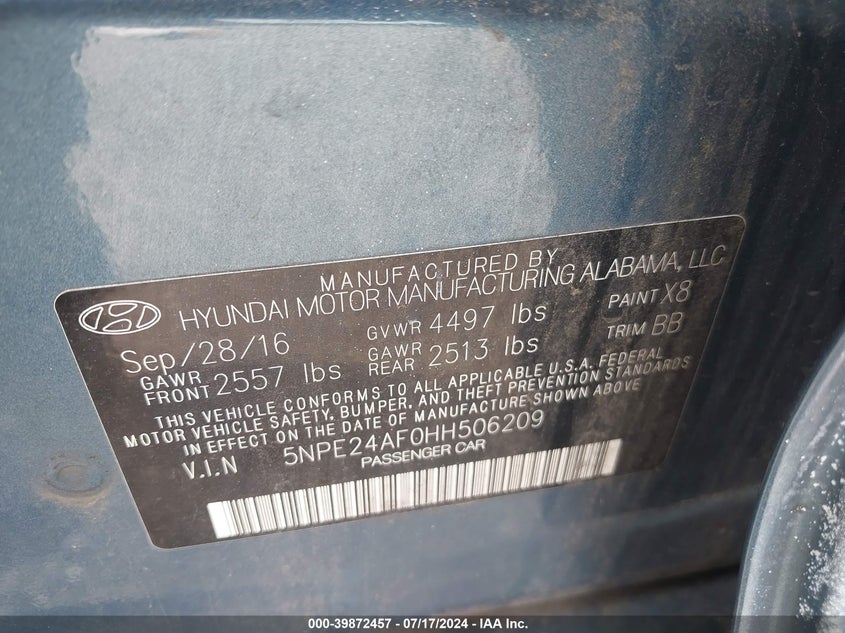 MANUFACTURED BY
HYUNDAI MOTOR MANUFACTURING ALABAMA, LLC
Sep/28/16 GVWR 4497 lbs PAINT X8
GAWR FRONT 2557 lbs GAWR REAR 2513 lbs TRIM BB
THIS VEHICLE CONFORMS TO ALL APPLICABLE U.S.A. FEDERAL
MOTOR VEHICLE SAFETY, BUMPER, AND THEFT PREVENTION STANDARDS
IN EFFECT ON THE DATE OF MANUFACTURE SHOWN ABOVE
V.I.N 5NPE24AF0HH506209
PASSENGER CAR
000-39872457 - 07/17/2024 - IAA Inc.